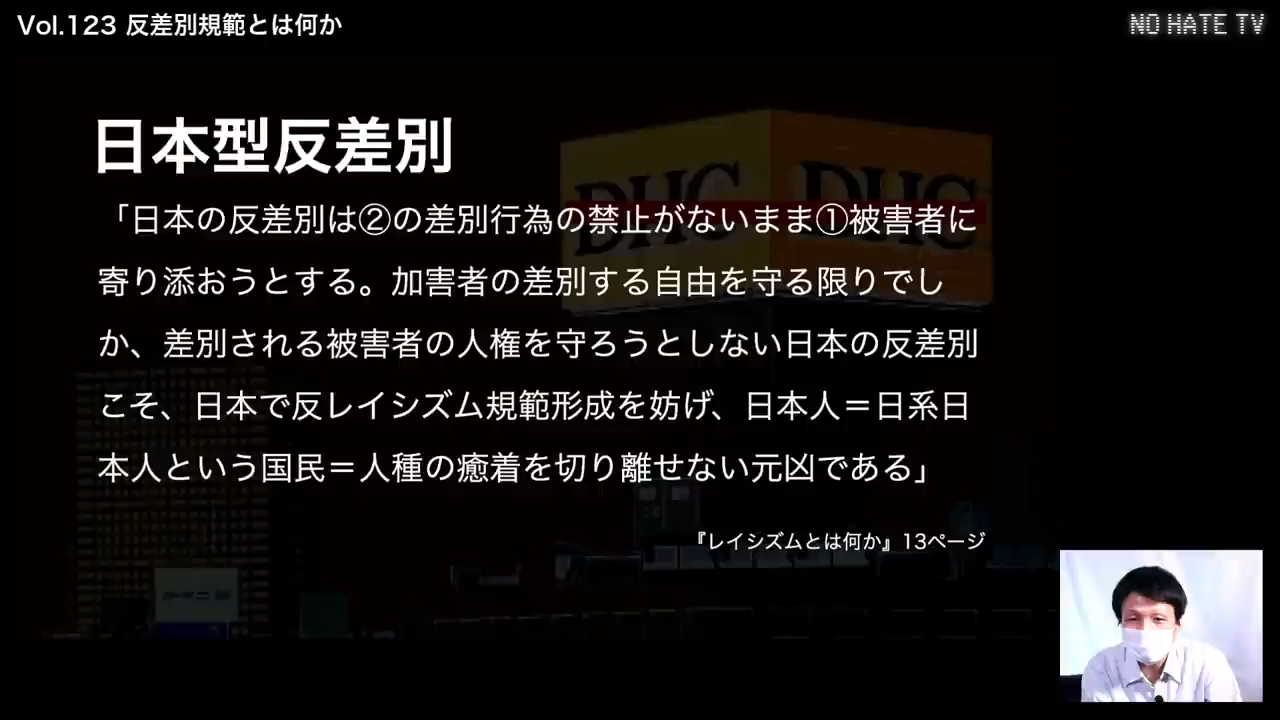 Vol.123 反差別規範とは何か
NO HATE TV
日本型反差別
DHC DHC
「日本の反差別は②の差別行為の禁止がないまま①被害者に
寄り添おうとする。加害者の差別する自由を守る限りでし
か、差別される被害者の人権を守ろうとしない日本の反差別
こそ、日本で反レイシズム規範形成を妨げ、日本人＝日系日
本人という国民＝人種の癒着を切り離せない元凶である」
『レイシズムとは何か』13ページ